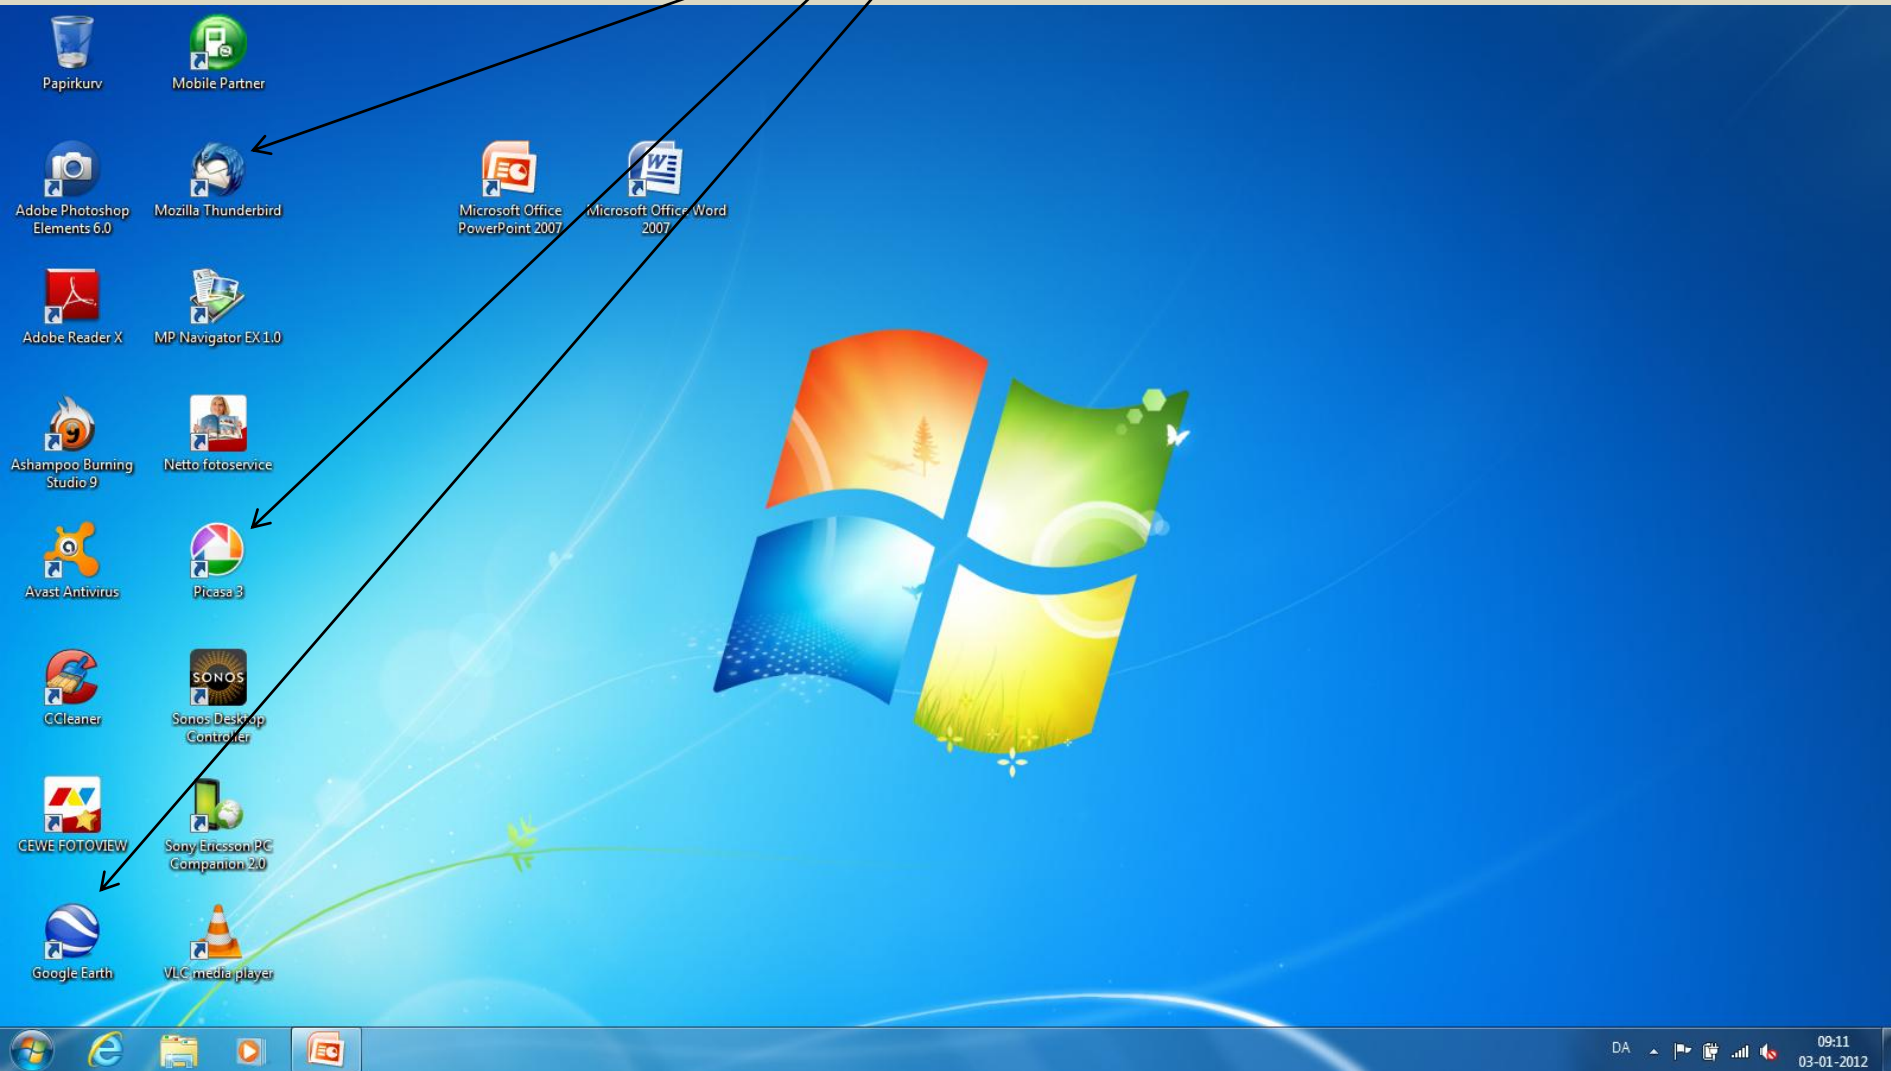 Papirkurv
Mobile Partner
Adobe Photoshop
Elements 6.0
Mozilla Thunderbird
Microsoft Office
PowerPoint 2007
W
Microsoft Office Word
2007
Adobe Reader X
MP Navigator EX 1.0
Ashampoo Burning
Studio 9
Netto fotoservice
Avast Antivirus
Picasa 3
CCleaner
SONOS
Sonos Desktop
Controller
CEWE FOTOVIEW
Sony Ericsson PC
Companion 2.0
Google Earth
VLC media player
DA
09:11
03-01-2012